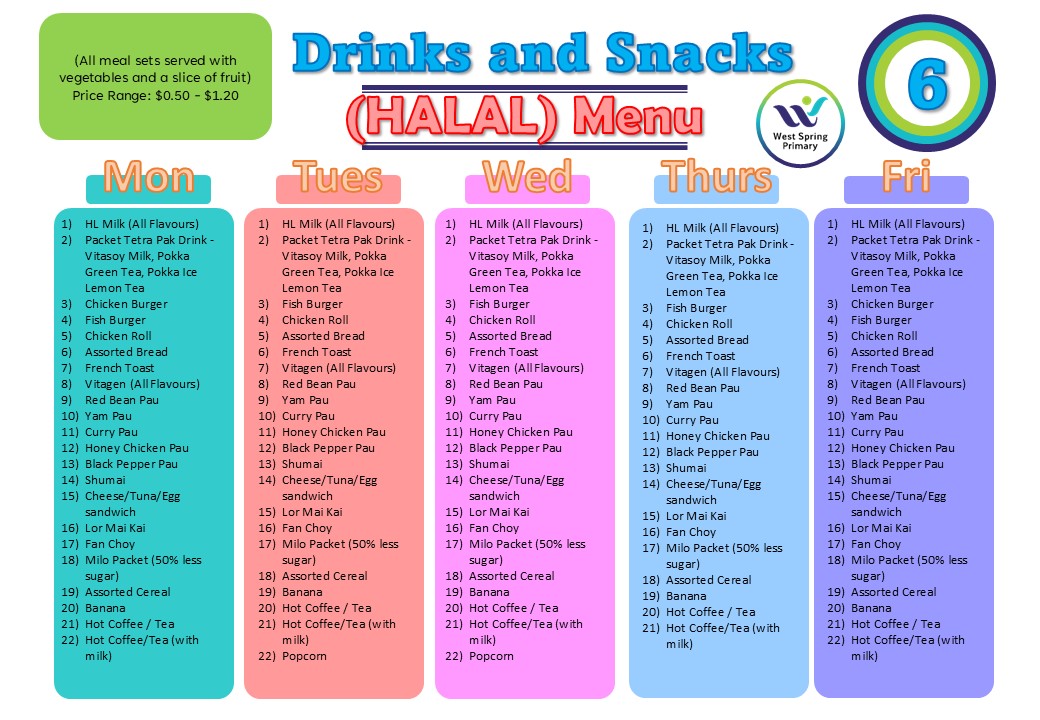 (All meal sets served with
vegetables and a slice of fruit)
Price Range: $0.50 – $1.20
Drinks and Snacks
(HALAL) Menu
West Spring
Primary
6
Mon
1) HL Milk (All Flavours)
2) Packet Tetra Pak Drink -
Vitasoy Milk, Pokka
Green Tea, Pokka Ice
Lemon Tea
3) Chicken Burger
4) Fish Burger
5) Chicken Roll
6) Assorted Bread
7) French Toast
8) Vitagen (All Flavours)
9) Red Bean Pau
10) Yam Pau
11) Curry Pau
12) Honey Chicken Pau
13) Black Pepper Pau
14) Shumai
15) Cheese/Tuna/Egg
sandwich
16) Lor Mai Kai
17) Fan Choy
18) Milo Packet (50% less
sugar)
19) Assorted Cereal
20) Banana
21) Hot Coffee / Tea
22) Hot Coffee/Tea (with
milk)
Tues
1) HL Milk (All Flavours)
2) Packet Tetra Pak Drink -
Vitasoy Milk, Pokka
Green Tea, Pokka Ice
Lemon Tea
3) Fish Burger
4) Chicken Roll
5) Assorted Bread
6) French Toast
7) Vitagen (All Flavours)
8) Red Bean Pau
9) Yam Pau
10) Curry Pau
11) Honey Chicken Pau
12) Black Pepper Pau
13) Shumai
14) Cheese/Tuna/Egg
sandwich
15) Lor Mai Kai
16) Fan Choy
17) Milo Packet (50% less
sugar)
18) Assorted Cereal
19) Banana
20) Hot Coffee / Tea
21) Hot Coffee/Tea (with
milk)
22) Popcorn
Wed
1) HL Milk (All Flavours)
2) Packet Tetra Pak Drink -
Vitasoy Milk, Pokka
Green Tea, Pokka Ice
Lemon Tea
3) Fish Burger
4) Chicken Roll
5) Assorted Bread
6) French Toast
7) Vitagen (All Flavours)
8) Red Bean Pau
9) Yam Pau
10) Curry Pau
11) Honey Chicken Pau
12) Black Pepper Pau
13) Shumai
14) Cheese/Tuna/Egg
sandwich
15) Lor Mai Kai
16) Fan Choy
17) Milo Packet (50% less
sugar)
18) Assorted Cereal
19) Banana
20) Hot Coffee / Tea
21) Hot Coffee/Tea (with
milk)
22) Popcorn
Thurs
1) HL Milk (All Flavours)
2) Packet Tetra Pak Drink -
Vitasoy Milk, Pokka
Green Tea, Pokka Ice
Lemon Tea
3) Fish Burger
4) Chicken Roll
5) Assorted Bread
6) French Toast
7) Vitagen (All Flavours)
8) Red Bean Pau
9) Yam Pau
10) Curry Pau
11) Honey Chicken Pau
12) Black Pepper Pau
13) Shumai
14) Cheese/Tuna/Egg
sandwich
15) Lor Mai Kai
16) Fan Choy
17) Milo Packet (50% less
sugar)
18) Assorted Cereal
19) Banana
20) Hot Coffee / Tea
21) Hot Coffee/Tea (with
milk)
Fri
1) HL Milk (All Flavours)
2) Packet Tetra Pak Drink -
Vitasoy Milk, Pokka
Green Tea, Pokka Ice
Lemon Tea
3) Chicken Burger
4) Fish Burger
5) Chicken Roll
6) Assorted Bread
7) French Toast
8) Vitagen (All Flavours)
9) Red Bean Pau
10) Yam Pau
11) Curry Pau
12) Honey Chicken Pau
13) Black Pepper Pau
14) Shumai
15) Cheese/Tuna/Egg
sandwich
16) Lor Mai Kai
17) Fan Choy
18) Milo Packet (50% less
sugar)
19) Assorted Cereal
20) Banana
21) Hot Coffee / Tea
22) Hot Coffee/Tea (with
milk)